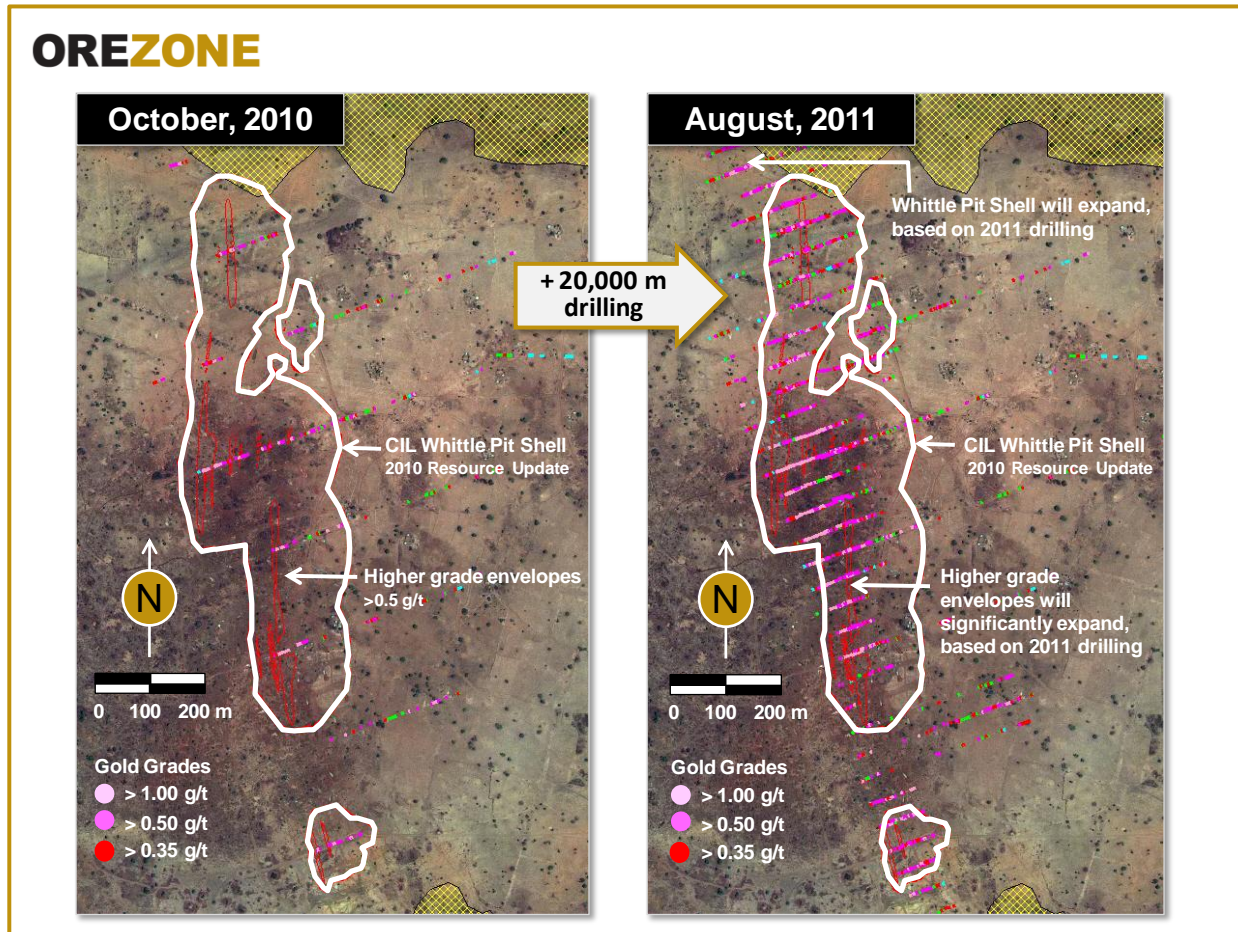 OREZONE
October, 2010
CIL Whittle Pit Shell
2010 Resource Update
Higher grade envelopes
>0.5 g/t
N
0 100 200 m
Gold Grades
> 1.00 g/t
> 0.50 g/t
> 0.35 g/t
+ 20,000 m
drilling
August, 2011
Whittle Pit Shell will expand,
based on 2011 drilling
CIL Whittle Pit Shell
2010 Resource Update
Higher grade
envelopes will
significantly expand,
based on 2011 drilling
N
0 100 200 m
Gold Grades
> 1.00 g/t
> 0.50 g/t
> 0.35 g/t